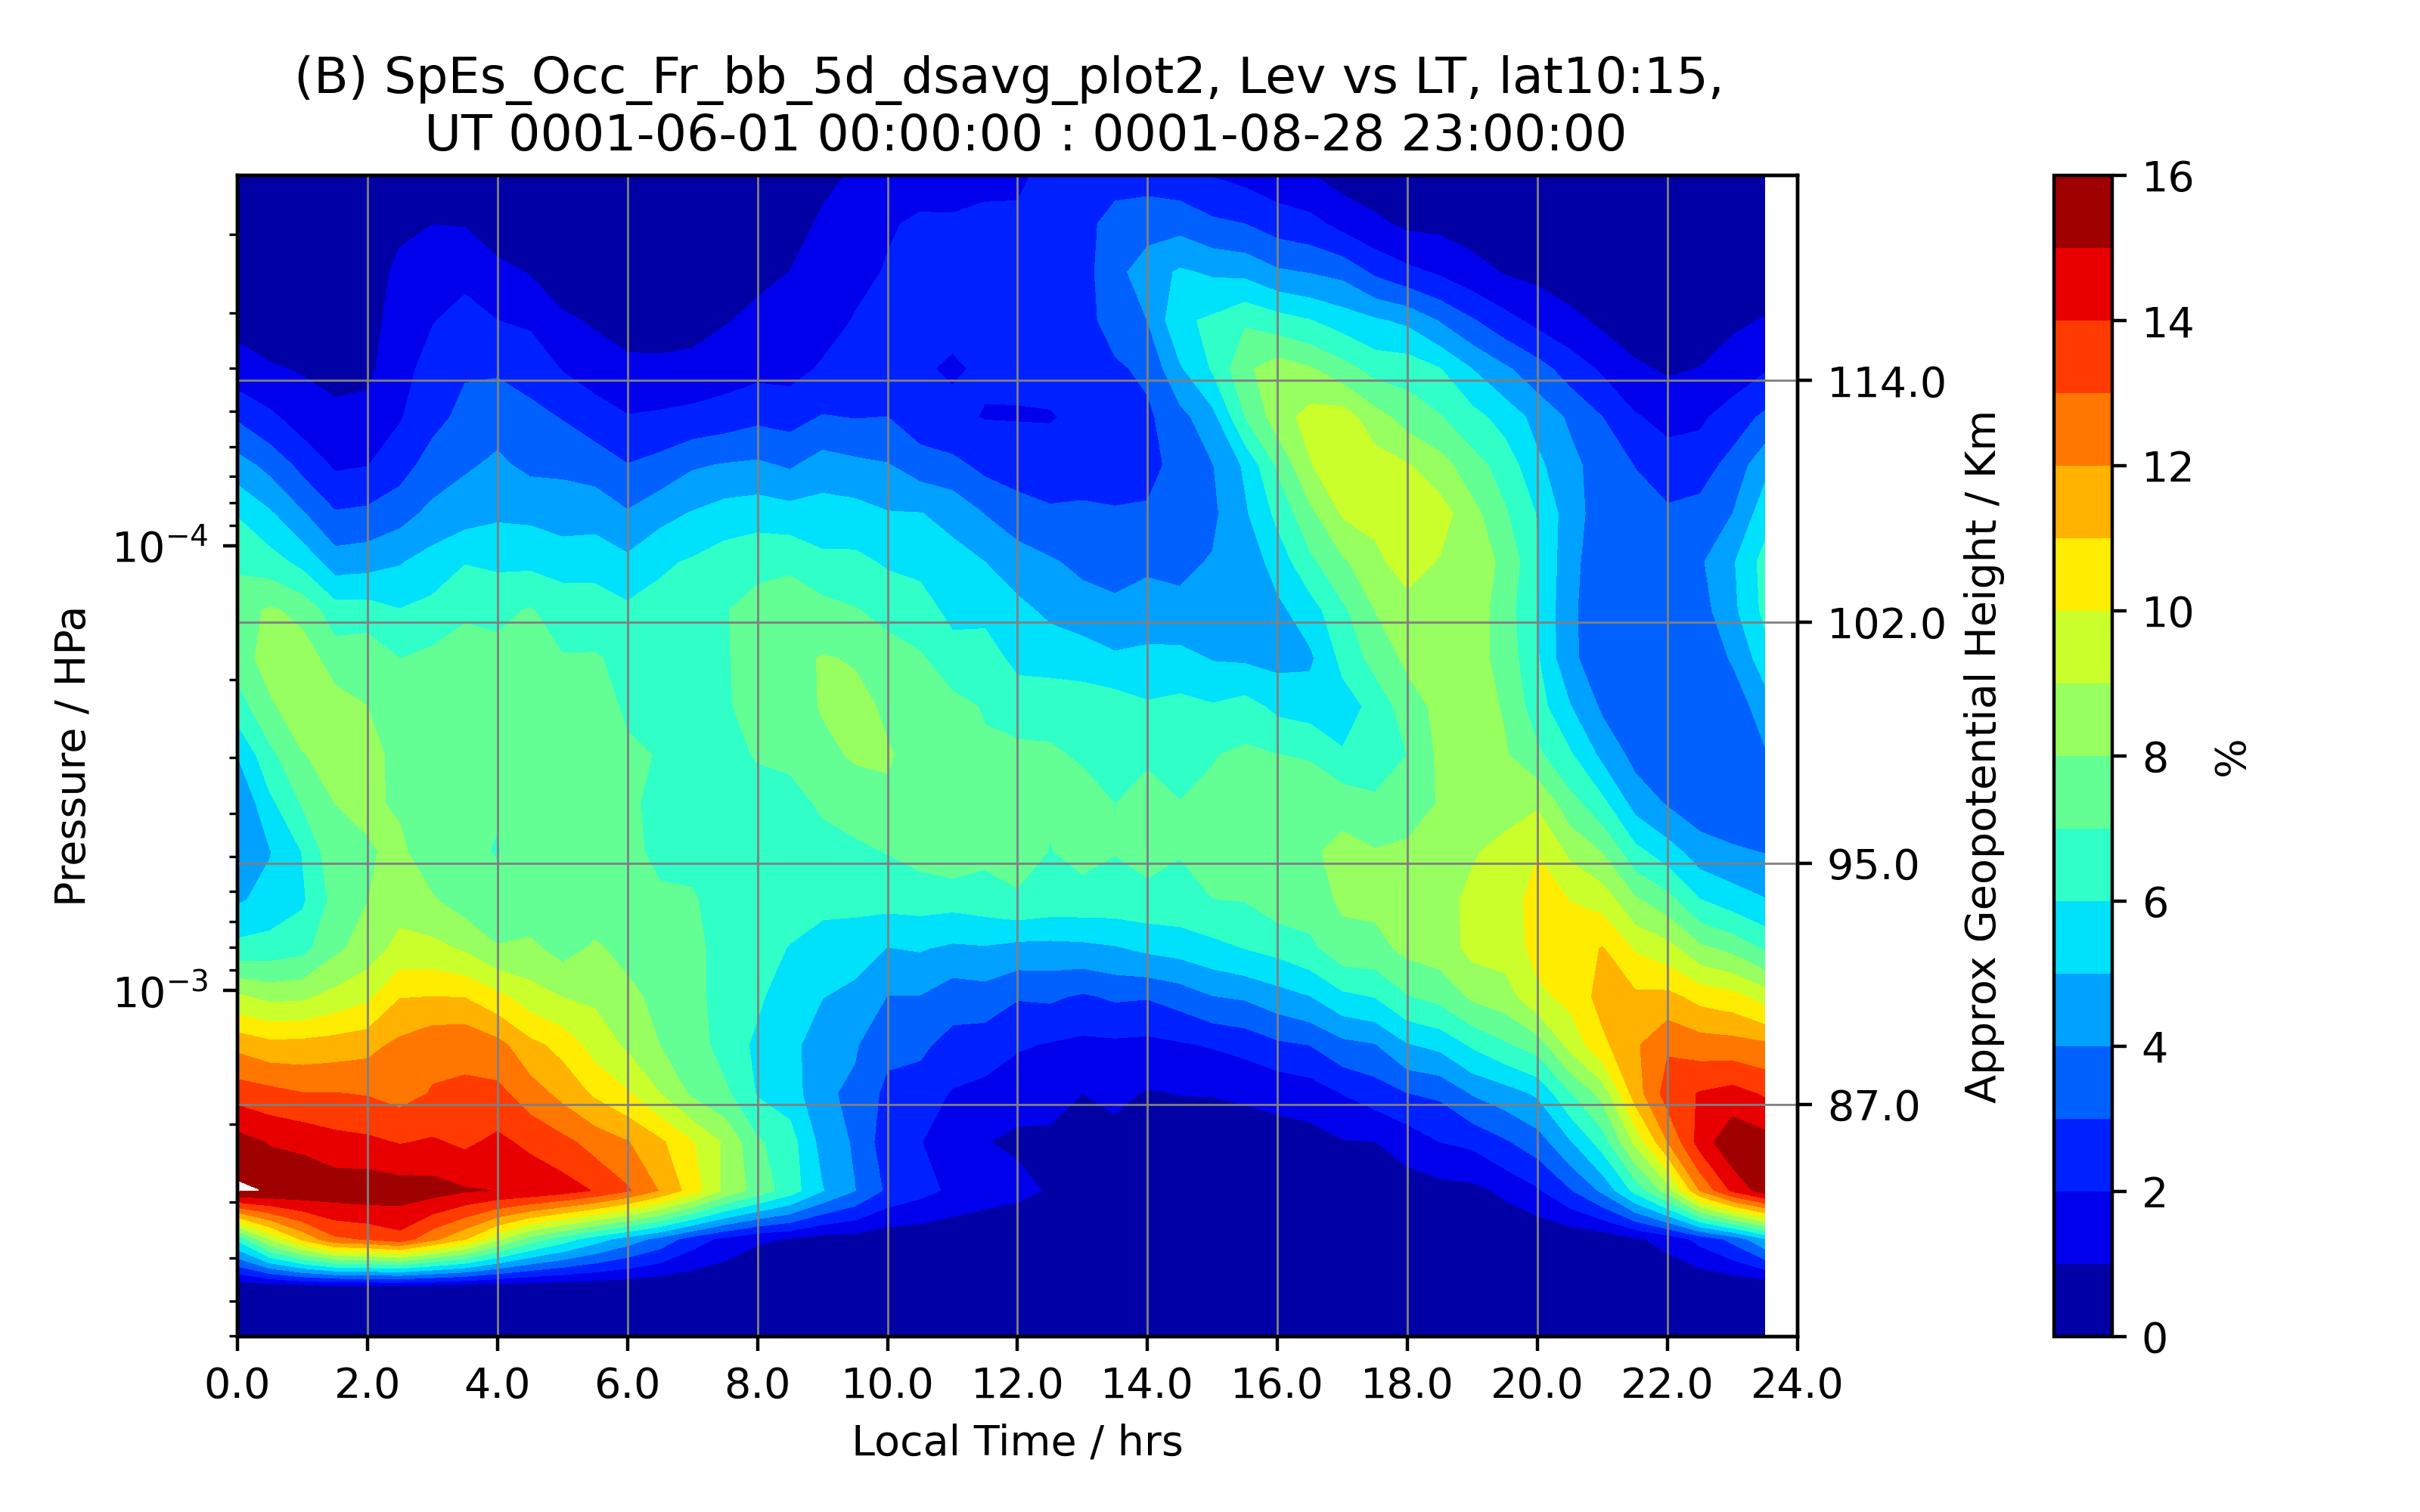 (B) SpEs_Occ_Fr_bb_5d_dsavg_plot2, Lev vs LT, lat10:15,
UT 0001-06-01 00:00:00 : 0001-08-28 23:00:00
Pressure / HPa
10⁻⁴
10⁻³
0.0 2.0 4.0 6.0 8.0 10.0 12.0 14.0 16.0 18.0 20.0 22.0 24.0
Local Time / hrs
114.0
102.0
95.0
87.0
Approx Geopotential Height / Km
16
14
12
10
8
6
4
2
0
%